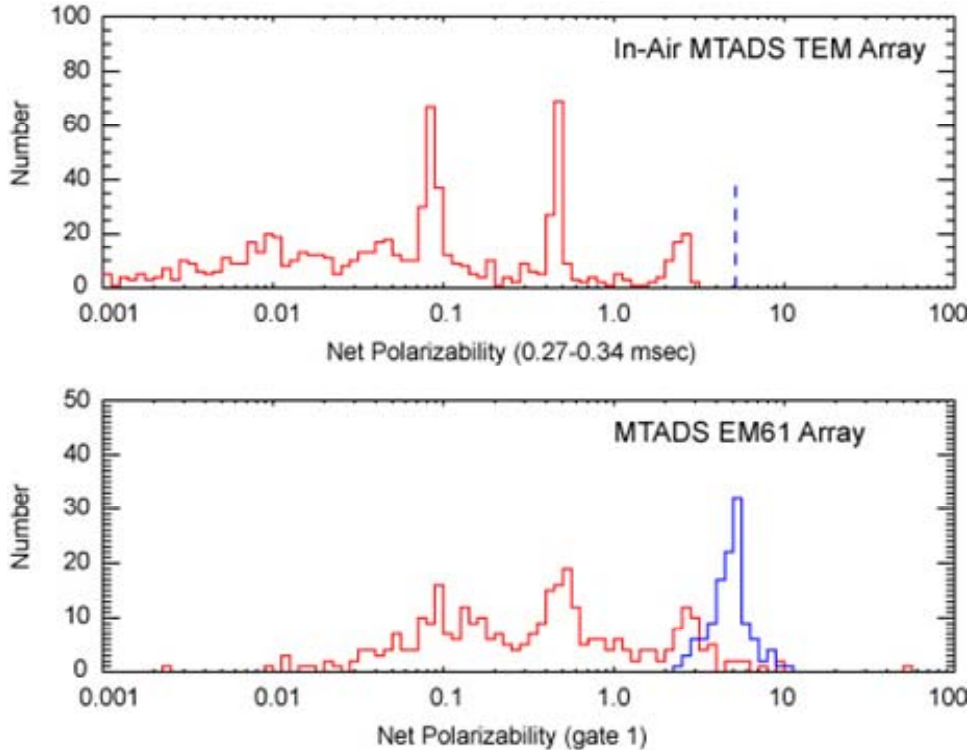 100
In-Air MTADS TEM Array
80
60
Number
40
20
0
0.001 0.01 0.1 1.0 10 100
Net Polarizability (0.27-0.34 msec)
50
MTADS EM61 Array
40
30
Number
20
10
0
0.001 0.01 0.1 1.0 10 100
Net Polarizability (gate 1)